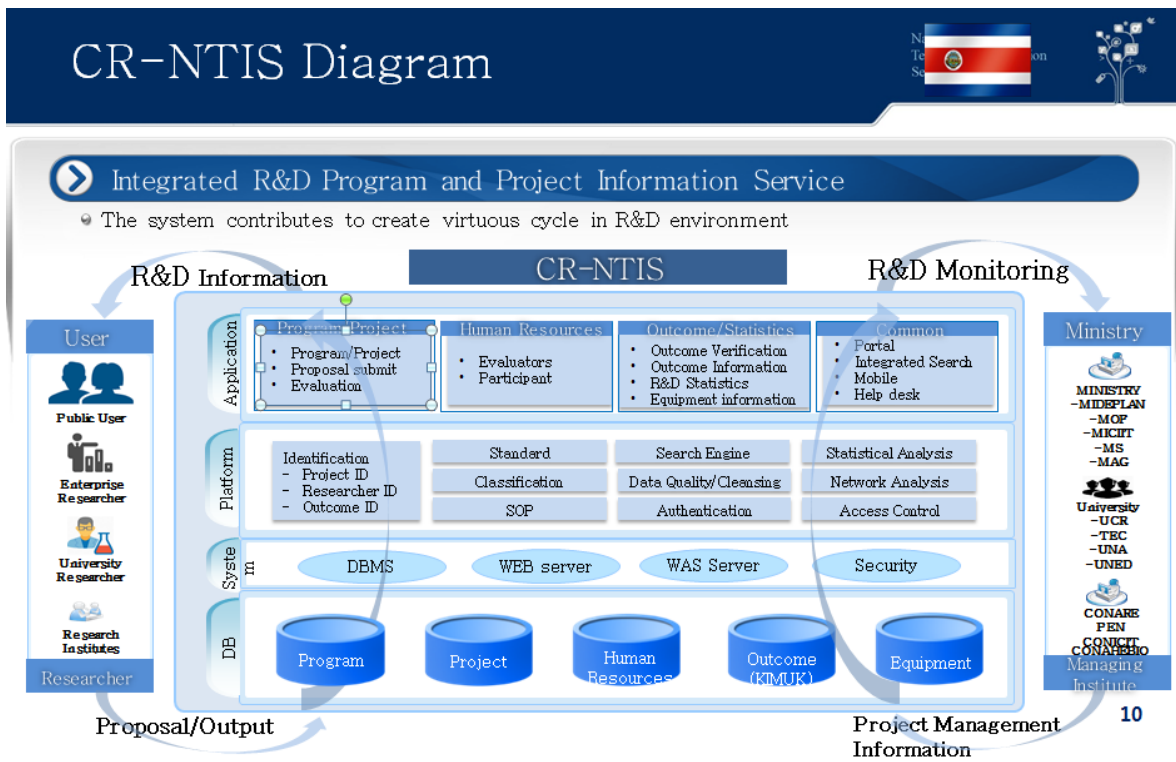 CR-NTIS Diagram
Integrated R&D Program and Project Information Service
The system contributes to create virtuous cycle in R&D environment
R&D Information
CR-NTIS
R&D Monitoring
User
Public User
Enterprise
Researcher
University
Researcher
Research
Institutes
Researcher
Application
Program/Project
• Program/Project
• Proposal submit
• Evaluation
Human Resources
• Evaluators
• Participant
Outcome/Statistics
• Outcome Verification
• Outcome Information
• R&D Statistics
• Equipment information
Common
• Portal
• Integrated Search
• Mobile
• Help desk
Platform
Identification
- Project ID
- Researcher ID
- Outcome ID
Standard
Classification
SOP
Search Engine
Data Quality/Cleansing
Authentication
Statistical Analysis
Network Analysis
Access Control
Syste
m
DBMS
WEB server
WAS Server
Security
DB
Program
Project
Human
Resources
Outcome
(KIMUK)
Equipment
Ministry
MINISTRY
-MIDEPLAN
-MOP
-MICIT
-MS
-MAG
University
-UCR
-TEC
-UNA
-UNED
CONARE
PEN
CONICIT
Managing
Institute
Proposal/Output
Project Management
Information
10